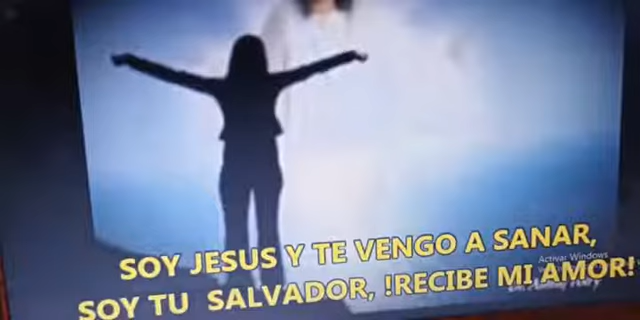 SOY JESUS Y TE VENGO A SANAR,
Activar Windows
SOY TU SALVADOR, !RECIBE MI AMOR!